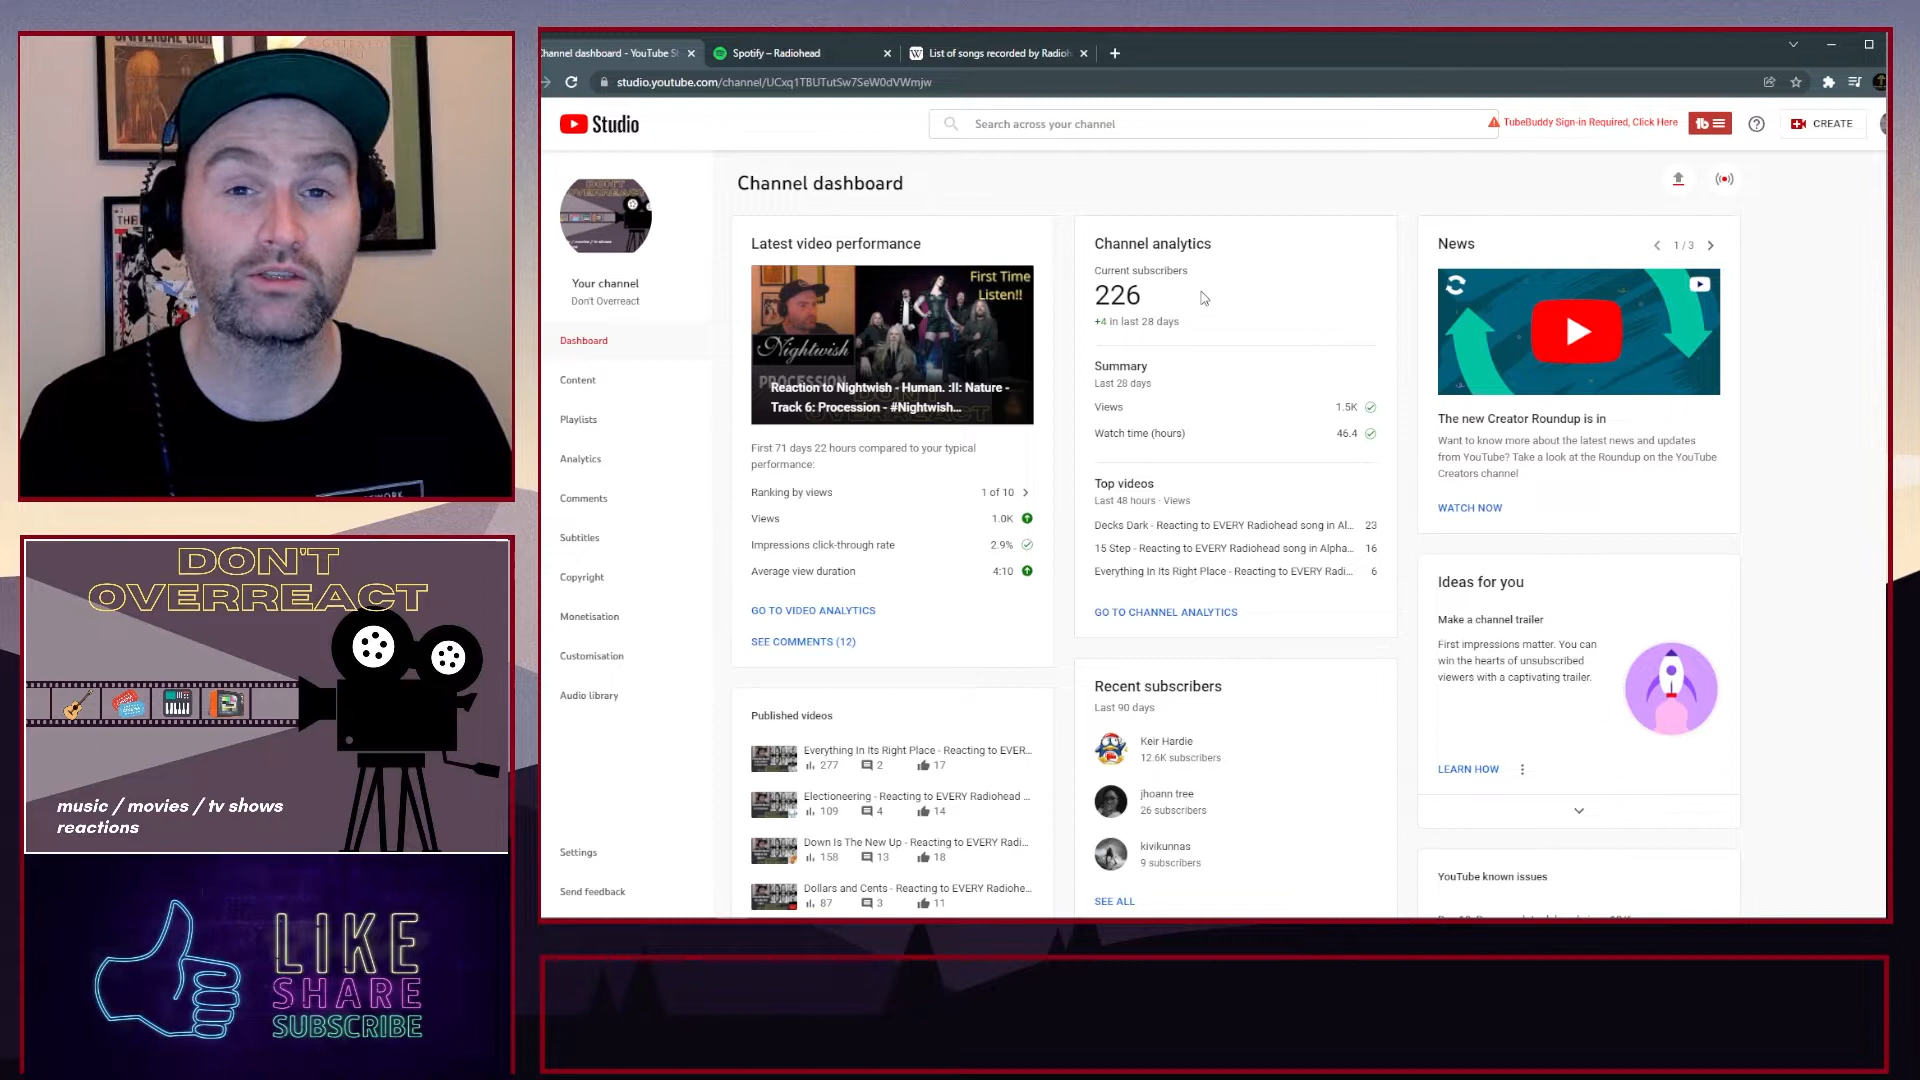 Channel dashboard - YouTube S
Spotify – Radiohead
List of songs recorded by Radioh
studio.youtube.com/channel/UCxq1TBUTutSw7SeW0dVWmjw
Studio
Search across your channel
TubeBuddy Sign-in Required, Click Here
tb
CREATE
Channel dashboard
DON'T
OVERREACT
Your channel
Don't Overreact
Dashboard
Content
Playlists
Analytics
Comments
Subtitles
Copyright
Monetisation
Customisation
Audio library
Settings
Send feedback
Latest video performance
First Time
Listen!!
Nightwish
PROCESSION
Reaction to Nightwish - Human. :II: Nature -
Track 6: Procession - #Nightwish...
First 71 days 22 hours compared to your typical
performance:
Ranking by views 1 of 10
Views 1.0K
Impressions click-through rate 2.9%
Average view duration 4:10
GO TO VIDEO ANALYTICS
SEE COMMENTS (12)
Published videos
Everything In Its Right Place - Reacting to EVER...
277 2 17
Electioneering - Reacting to EVERY Radiohead ...
109 4 14
Down Is The New Up - Reacting to EVERY Radi...
158 13 18
Dollars and Cents - Reacting to EVERY Radiohe...
87 3 11
Channel analytics
Current subscribers
226
+4 in last 28 days
Summary
Last 28 days
Views 1.5K
Watch time (hours) 46.4
Top videos
Last 48 hours · Views
Decks Dark - Reacting to EVERY Radiohead song in Al... 23
15 Step - Reacting to EVERY Radiohead song in Alpha... 16
Everything In Its Right Place - Reacting to EVERY Radi... 6
GO TO CHANNEL ANALYTICS
Recent subscribers
Last 90 days
Keir Hardie
12.6K subscribers
jhoann tree
26 subscribers
kivikunnas
9 subscribers
SEE ALL
News
1 / 3
The new Creator Roundup is in
Want to know more about the latest news and updates
from YouTube? Take a look at the Roundup on the YouTube
Creators channel
WATCH NOW
Ideas for you
Make a channel trailer
First impressions matter. You can
win the hearts of unsubscribed
viewers with a captivating trailer.
LEARN HOW
YouTube known issues
DON'T
OVERREACT
music / movies / tv shows
reactions
LIKE
SHARE
SUBSCRIBE